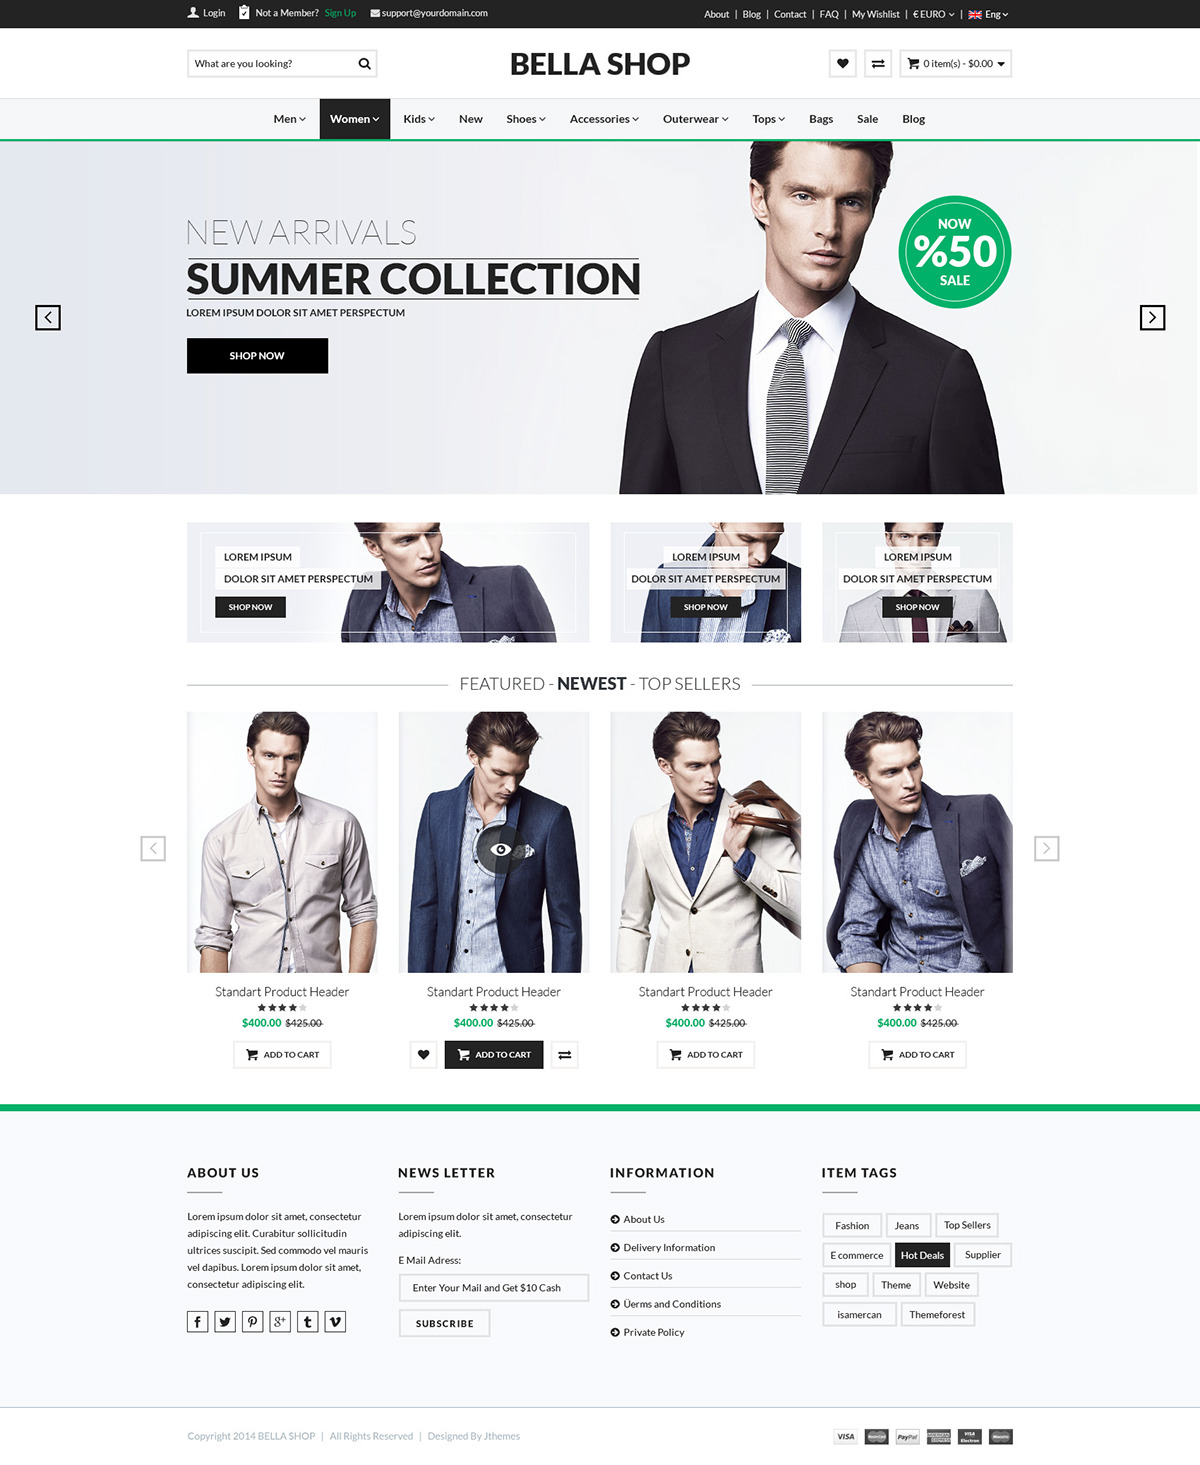 Login Not a Member? Sign Up support@yourdomain.com About | Blog | Contact | FAQ | My Wishlist | € EURO | Eng
What are you looking?
BELLA SHOP
0 item(s) - $0.00
Men Women Kids New Shoes Accessories Outerwear Tops Bags Sale Blog
NEW ARRIVALS
SUMMER COLLECTION
LOREM IPSUM DOLOR SIT AMET PERSPECTUM
SHOP NOW
NOW
%50
SALE
LOREM IPSUM
DOLOR SIT AMET PERSPECTUM
SHOP NOW
LOREM IPSUM
DOLOR SIT AMET PERSPECTUM
SHOP NOW
LOREM IPSUM
DOLOR SIT AMET PERSPECTUM
SHOP NOW
FEATURED - NEWEST - TOP SELLERS
Standart Product Header
$400.00 $425.00
ADD TO CART
Standart Product Header
$400.00 $425.00
ADD TO CART
Standart Product Header
$400.00 $425.00
ADD TO CART
Standart Product Header
$400.00 $425.00
ADD TO CART
ABOUT US
Lorem ipsum dolor sit amet, consectetur
adipiscing elit. Curabitur sollicitudin
ultrices suscipit. Sed commodo vel mauris
vel dapibus. Lorem ipsum dolor sit amet,
consectetur adipiscing elit.
NEWS LETTER
Lorem ipsum dolor sit amet, consectetur
adipiscing elit.
E Mail Adress:
Enter Your Mail and Get $10 Cash
SUBSCRIBE
INFORMATION
About Us
Delivery Information
Contact Us
Üerms and Conditions
Private Policy
ITEM TAGS
Fashion Jeans Top Sellers
E commerce Hot Deals Supplier
shop Theme Website
isamercan Themeforest
Copyright 2014 BELLA SHOP | All Rights Reserved | Designed By Jthemes
VISA MasterCard PayPal AMERICAN EXPRESS VISA Electron Maestro